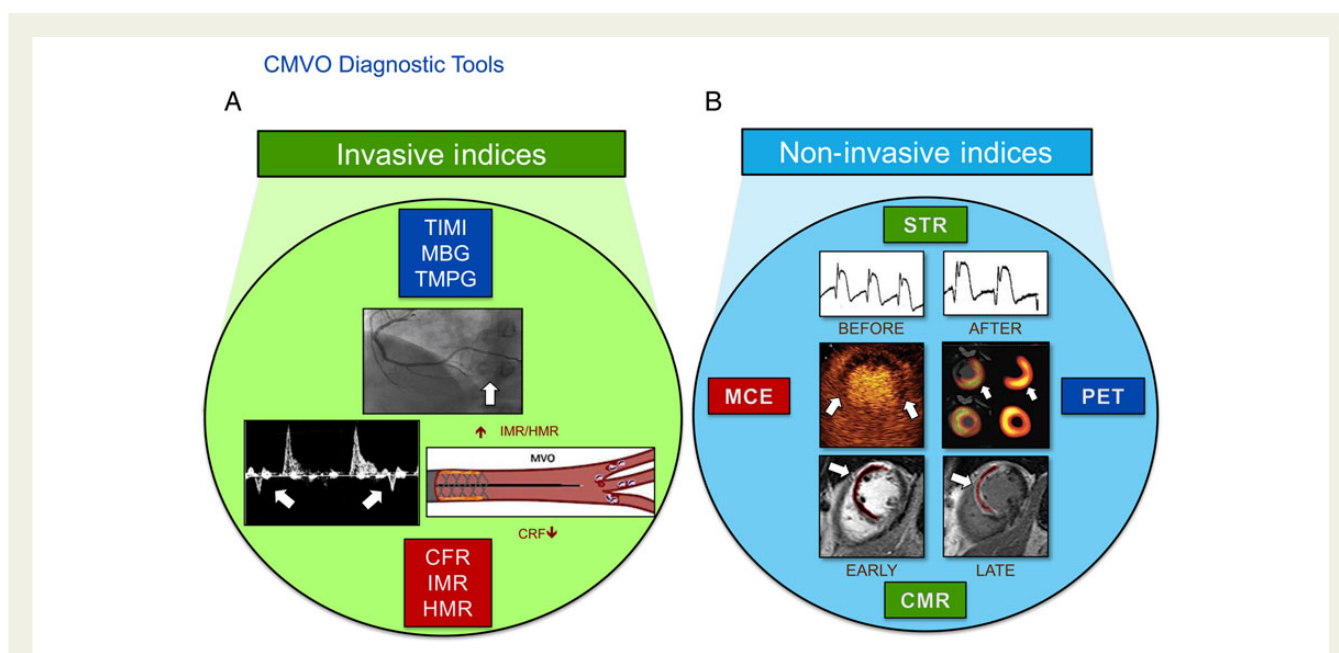 CMVO Diagnostic Tools
A
Invasive indices
TIMI
MBG
TMPG
↑ IMR/HMR
MVO
CRF↓
CFR
IMR
HMR
B
Non-invasive indices
STR
BEFORE
AFTER
MCE
PET
EARLY
LATE
CMR